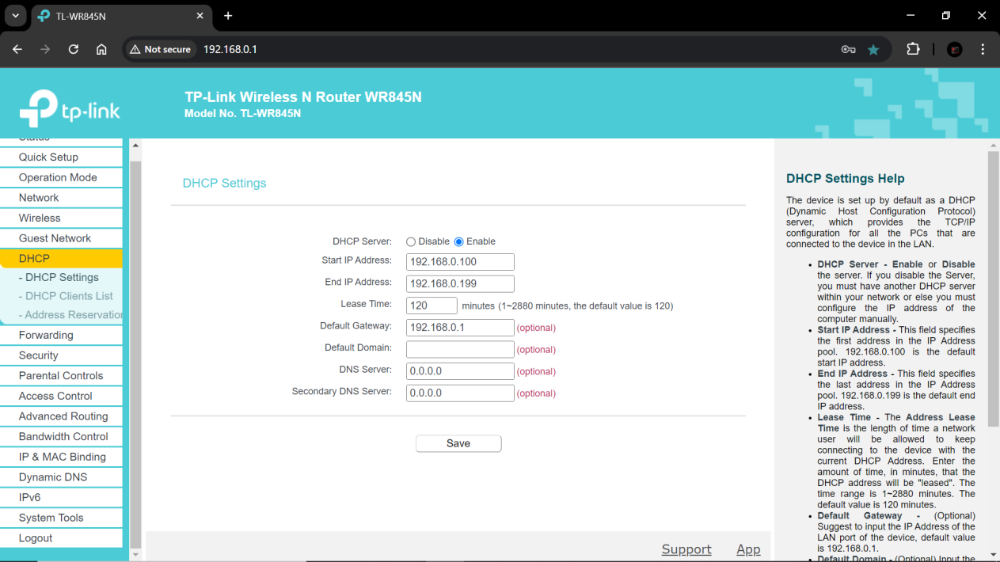 TL-WR845N
Not secure
192.168.0.1
tp-link
TP-Link Wireless N Router WR845N
Model No. TL-WR845N
Status
Quick Setup
Operation Mode
Network
Wireless
Guest Network
DHCP
- DHCP Settings
- DHCP Clients List
- Address Reservation
Forwarding
Security
Parental Controls
Access Control
Advanced Routing
Bandwidth Control
IP & MAC Binding
Dynamic DNS
IPv6
System Tools
Logout
DHCP Settings
DHCP Server: Disable Enable
Start IP Address: 192.168.0.100
End IP Address: 192.168.0.199
Lease Time: 120 minutes (1~2880 minutes, the default value is 120)
Default Gateway: 192.168.0.1 (optional)
Default Domain: (optional)
DNS Server: 0.0.0.0 (optional)
Secondary DNS Server: 0.0.0.0 (optional)
Save
Support App
DHCP Settings Help
The device is set up by default as a DHCP
(Dynamic Host Configuration Protocol)
server, which provides the TCP/IP
configuration for all the PCs that are
connected to the device in the LAN.
• DHCP Server - Enable or Disable
the server. If you disable the Server,
you must have another DHCP server
within your network or else you must
configure the IP address of the
computer manually.
• Start IP Address - This field specifies
the first address in the IP Address
pool. 192.168.0.100 is the default
start IP address.
• End IP Address - This field specifies
the last address in the IP Address
pool. 192.168.0.199 is the default end
IP address.
• Lease Time - The Address Lease
Time is the length of time a network
user will be allowed to keep
connecting to the device with the
current DHCP Address. Enter the
amount of time, in minutes, that the
DHCP address will be "leased". The
time range is 1~2880 minutes. The
default value is 120 minutes.
• Default Gateway - (Optional)
Suggest to input the IP Address of the
LAN port of the device, default value
is 192.168.0.1.
• Default Domain - (Optional) Input the